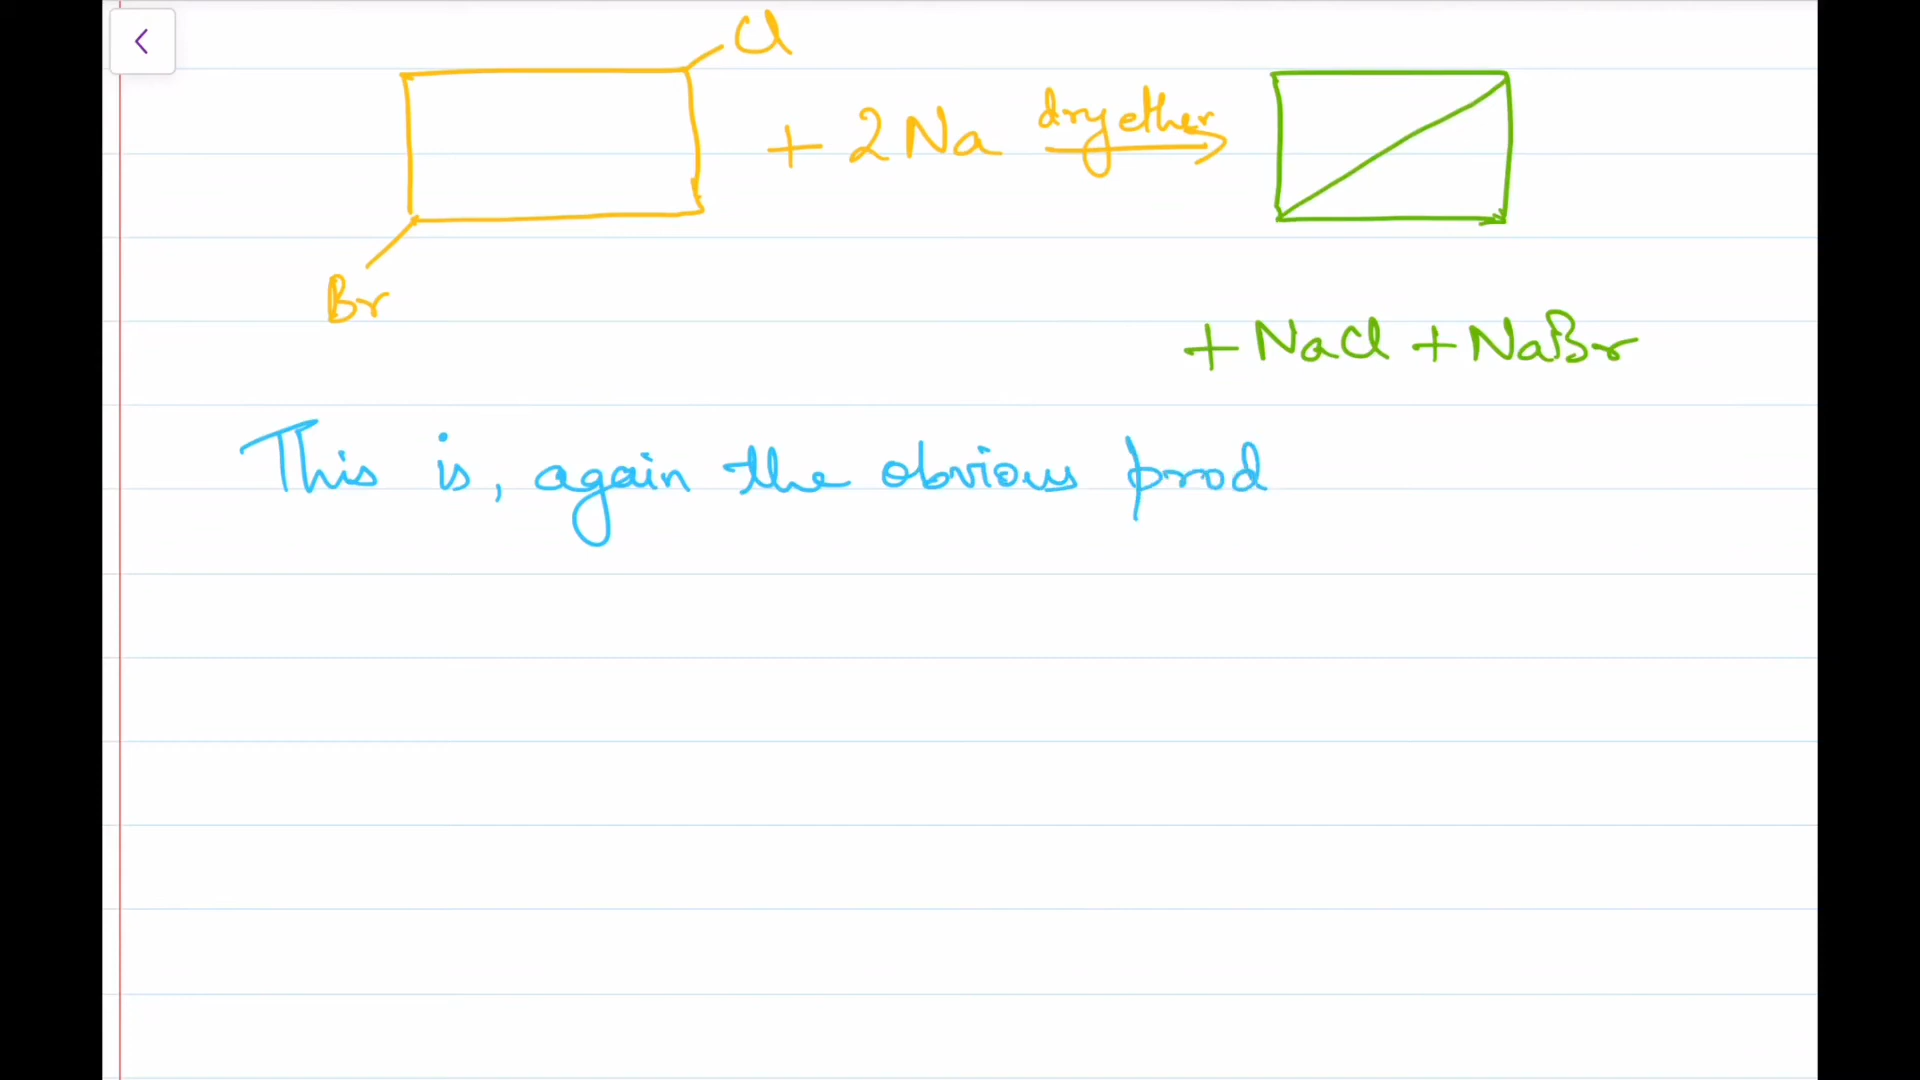 Cl
+ 2Na dry ether
Br
+ NaCl + NaBr
This is, again the obvious prod